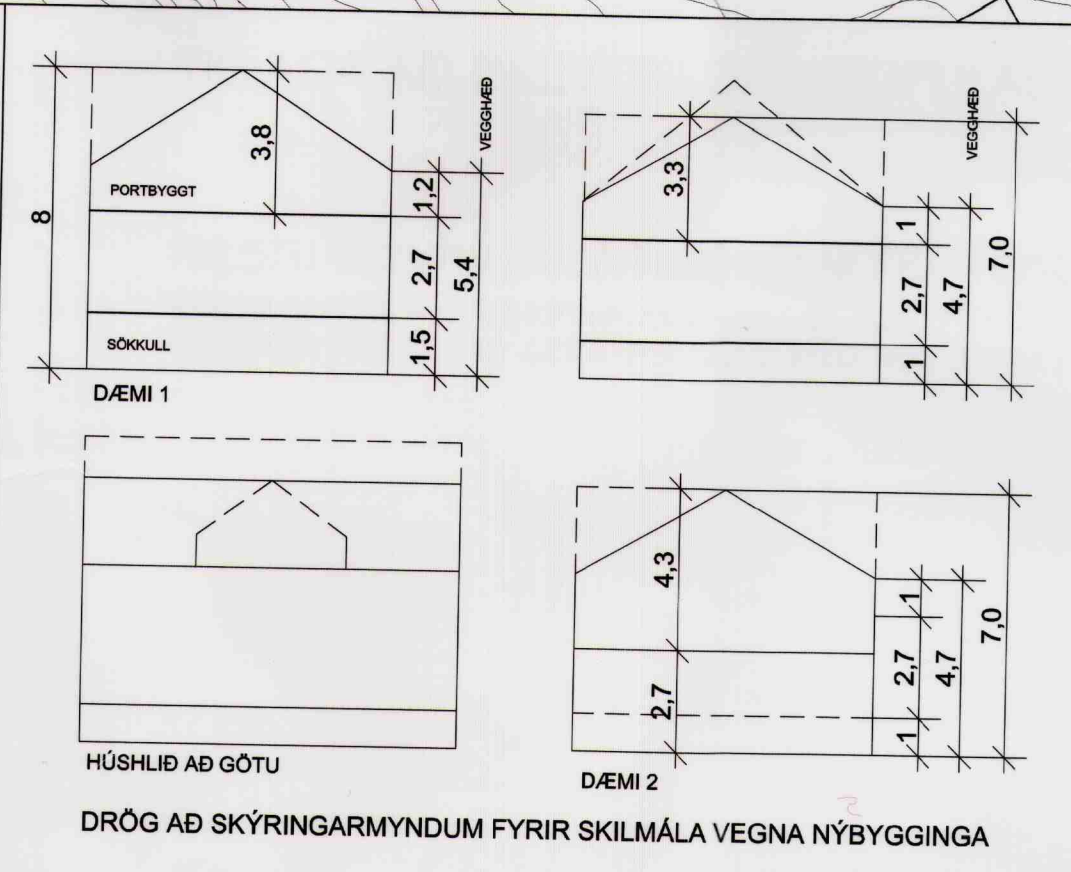 8
3,8
PORTBYGGT
SÖKKULL
1,2
2,7
1,5
5,4
VEGGHÆÐ
DÆMI 1
3,3
1
2,7
1
4,7
7,0
VEGGHÆÐ
HÚSHLIÐ AÐ GÖTU
4,3
2,7
1
2,7
1
4,7
7,0
DÆMI 2
DRÖG AÐ SKÝRINGARMYNDUM FYRIR SKILMÁLA VEGNA NÝBYGGINGA